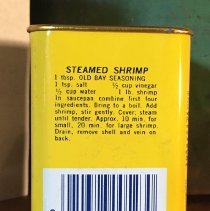 STEAMED SHRIMP
1 tbsp. OLD BAY SEASONING
1 tsp. salt ½ cup vinegar
½ cup water 1 lb. shrimp
In saucepan combine first four
ingredients. Bring to a boil. Add
shrimp, stir gently. Cover; steam
until tender. Approx. 10 min. for
small, 20 min. for large shrimp.
Drain, remove shell and vein on
back.